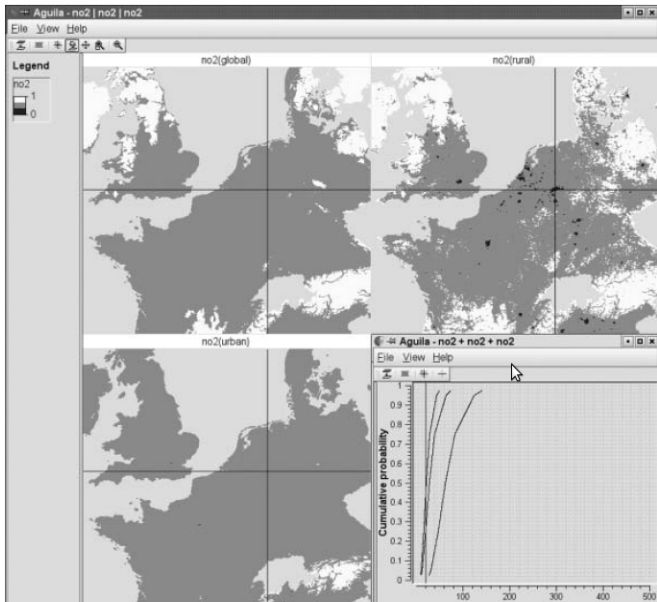 Aguila - no2 | no2 | no2
File View Help
Legend
no2
1
0
no2(global)
no2(rural)
no2(urban)
Aguila - no2 + no2 + no2
File View Help
Cumulative probability
1
0.9
0.8
0.7
0.6
0.5
0.4
0.3
0.2
0.1
0
100 200 300 400 500